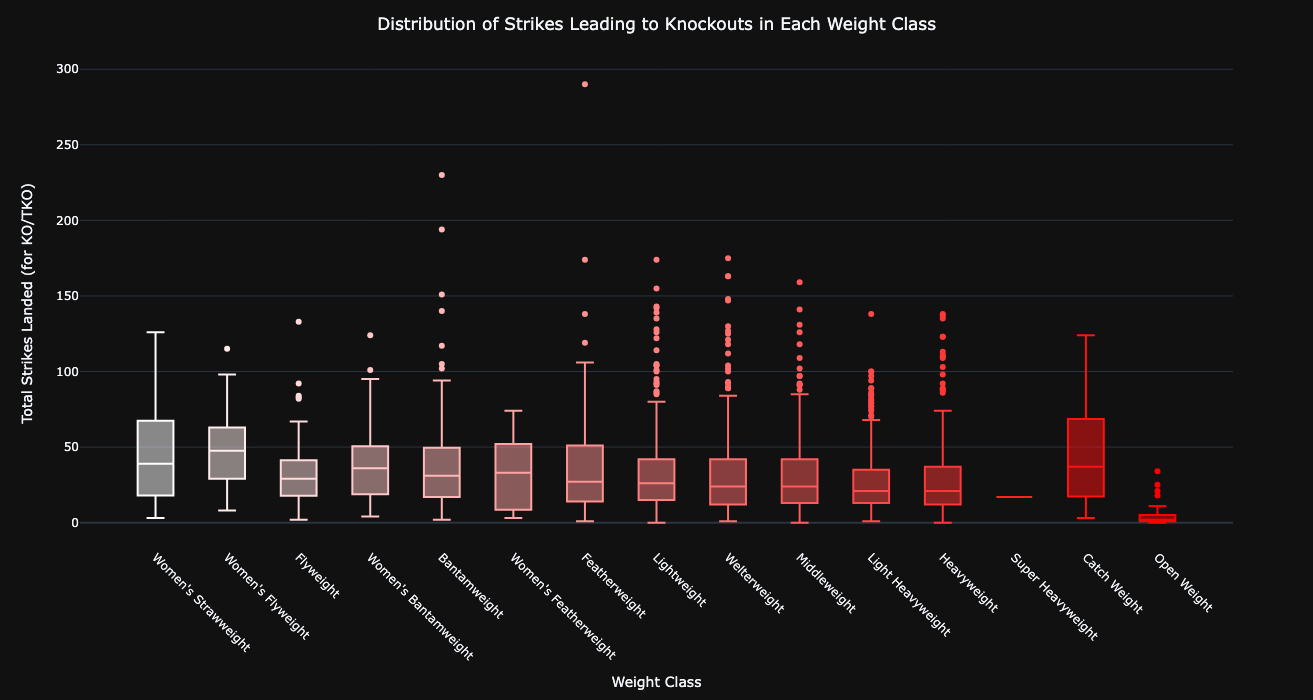 Distribution of Strikes Leading to Knockouts in Each Weight Class
Total Strikes Landed (for KO/TKO)
300
250
200
150
100
50
0
Women's Strawweight
Women's Flyweight
Flyweight
Women's Bantamweight
Bantamweight
Women's Featherweight
Featherweight
Lightweight
Welterweight
Middleweight
Light Heavyweight
Heavyweight
Super Heavyweight
Catch Weight
Open Weight
Weight Class